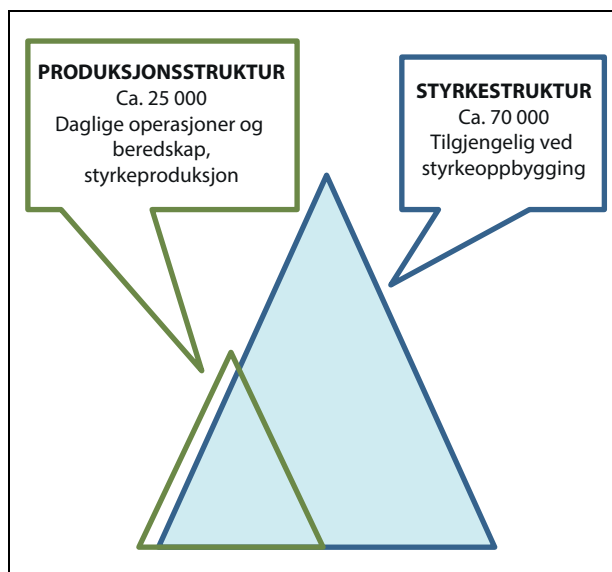 PRODUKSJONSSTRUKTUR
Ca. 25 000
Daglige operasjoner og
beredskap,
styrkeproduksjon
STYRKESTRUKTUR
Ca. 70 000
Tilgjengelig ved
styrkeoppbygging